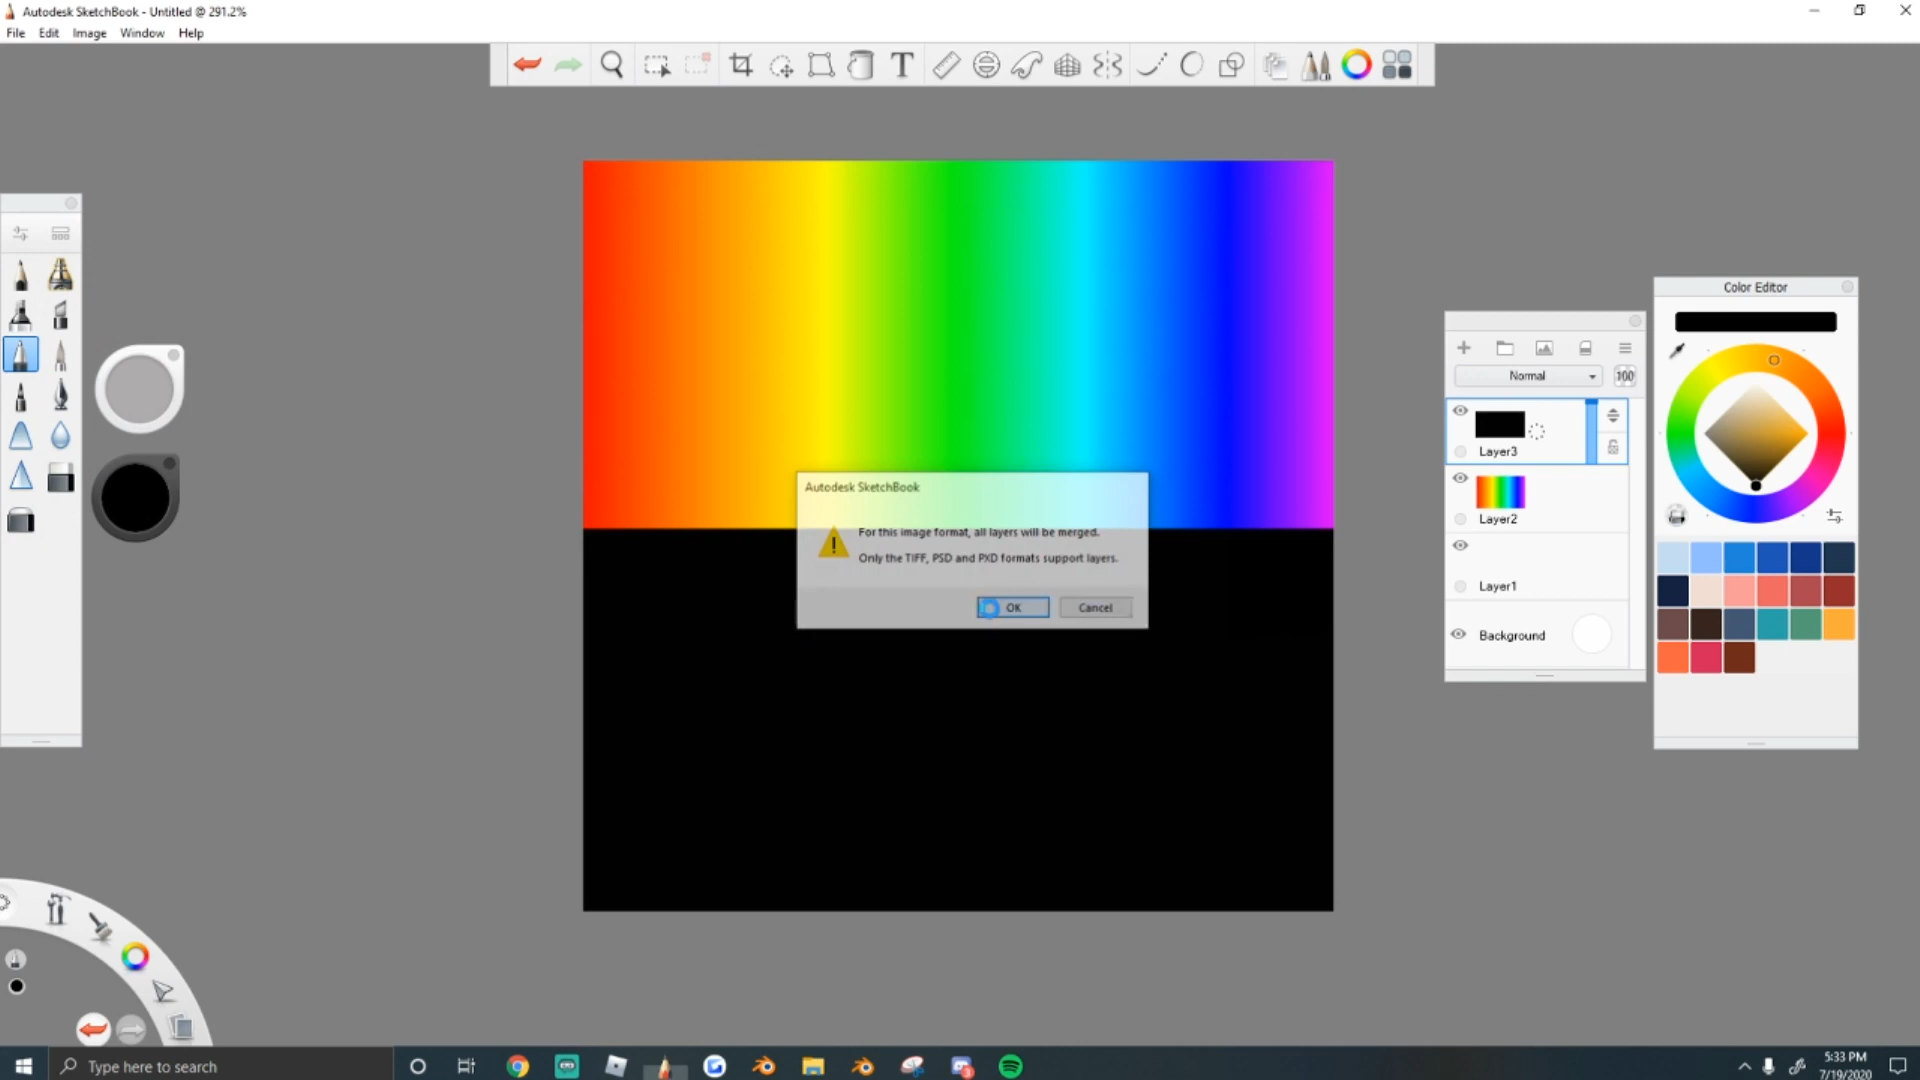 Autodesk SketchBook - Untitled @ 291.2%
File Edit Image Window Help
T
Color Editor
Normal 100
Layer3
Layer2
Layer1
Background
Autodesk SketchBook
For this image format, all layers will be merged.
Only the TIFF, PSD and PXD formats support layers.
OK Cancel
Type here to search
5:33 PM
7/19/2020